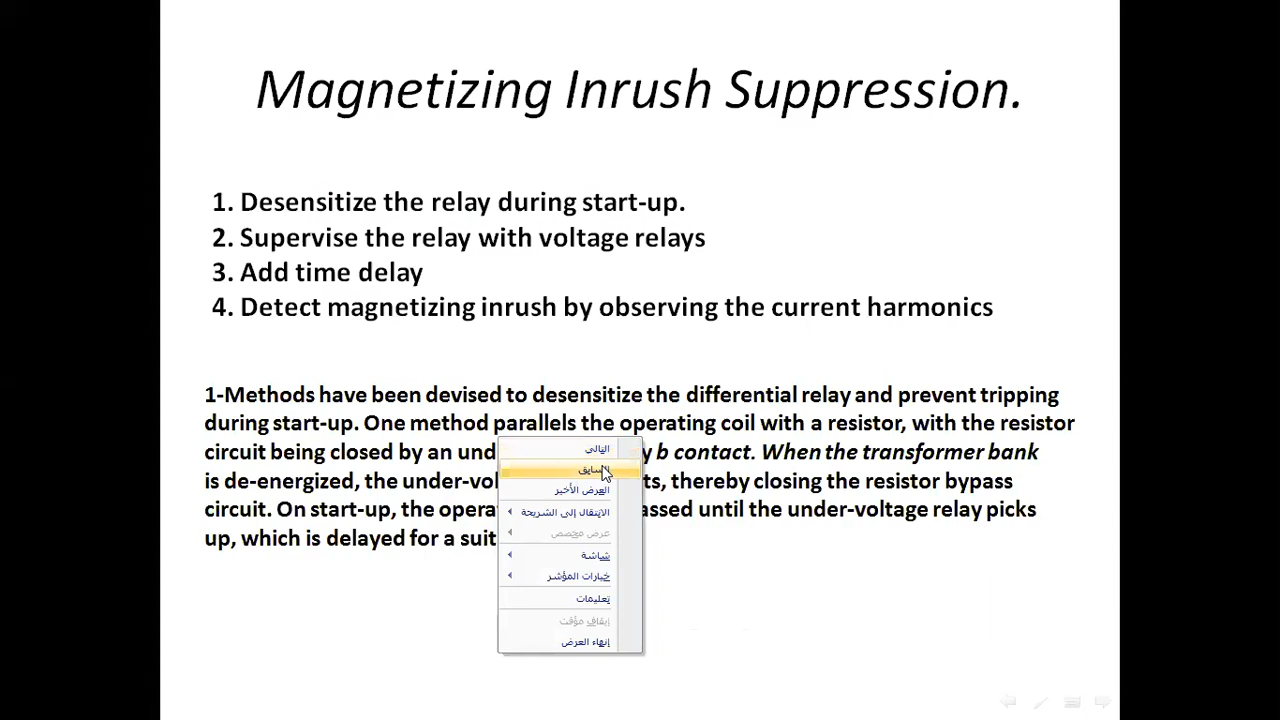 Magnetizing Inrush Suppression.
1. Desensitize the relay during start-up.
2. Supervise the relay with voltage relays
3. Add time delay
4. Detect magnetizing inrush by observing the current harmonics
1-Methods have been devised to desensitize the differential relay and prevent tripping
during start-up. One method parallels the operating coil with a resistor, with the resistor
circuit being closed by an und y b contact. When the transformer bank
is de-energized, the under-vol ts, thereby closing the resistor bypass
circuit. On start-up, the opera assed until the under-voltage relay picks
up, which is delayed for a suit
التالي
السابق
العرض الأخير
الانتقال إلى الشريحة
عرض مخصص
شاشة
خيارات المؤشر
تعليمات
إيقاف مؤقت
إنهاء العرض